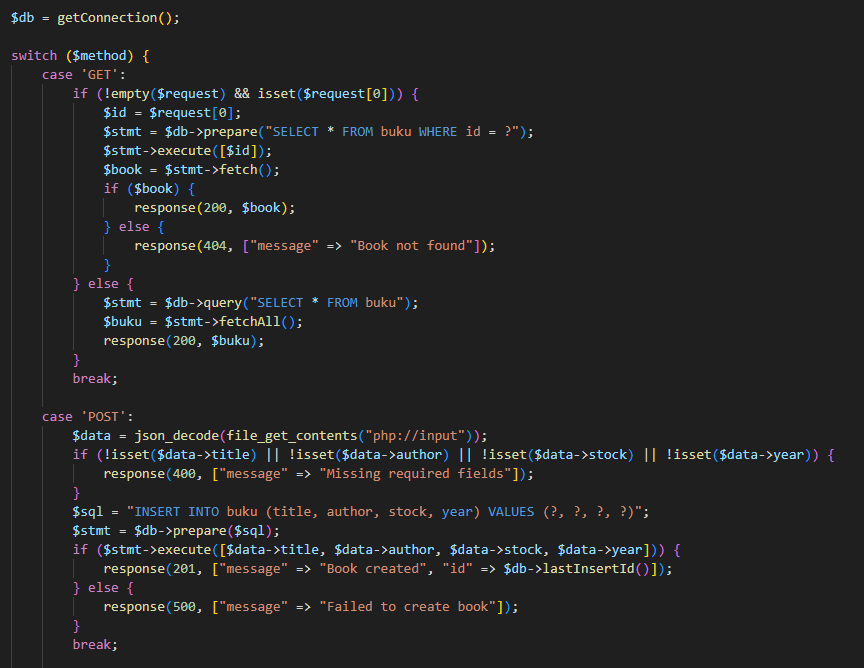 $db = getConnection();
switch ($method) {
case 'GET':
if (!empty($request) && isset($request[0])) {
$id = $request[0];
$stmt = $db->prepare("SELECT * FROM buku WHERE id = ?");
$stmt->execute([$id]);
$book = $stmt->fetch();
if ($book) {
response(200, $book);
} else {
response(404, ["message" => "Book not found"]);
}
} else {
$stmt = $db->query("SELECT * FROM buku");
$buku = $stmt->fetchAll();
response(200, $buku);
}
break;
case 'POST':
$data = json_decode(file_get_contents("php://input"));
if (!isset($data->title) || !isset($data->author) || !isset($data->stock) || !isset($data->year)) {
response(400, ["message" => "Missing required fields"]);
}
$sql = "INSERT INTO buku (title, author, stock, year) VALUES (?, ?, ?, ?)";
$stmt = $db->prepare($sql);
if ($stmt->execute([$data->title, $data->author, $data->stock, $data->year])) {
response(201, ["message" => "Book created", "id" => $db->lastInsertId()]);
} else {
response(500, ["message" => "Failed to create book"]);
}
break;